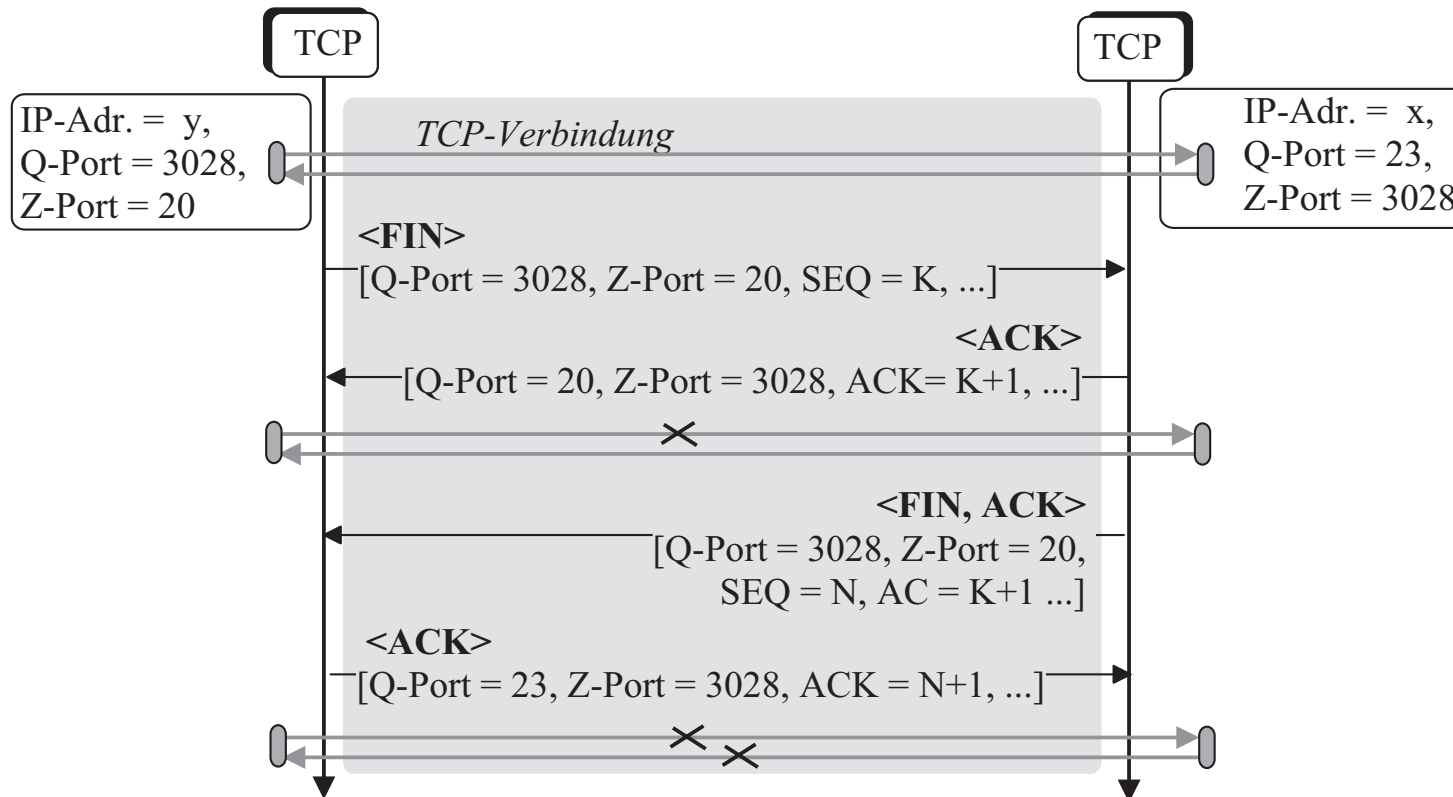 TCP
TCP
IP-Adr. = y,
Q-Port = 3028,
Z-Port = 20
TCP-Verbindung
IP-Adr. = x,
Q-Port = 23,
Z-Port = 3028
<FIN>
[Q-Port = 3028, Z-Port = 20, SEQ = K, ...]
<ACK>
[Q-Port = 20, Z-Port = 3028, ACK= K+1, ...]
<FIN, ACK>
[Q-Port = 3028, Z-Port = 20,
SEQ = N, AC = K+1 ...]
<ACK>
[Q-Port = 23, Z-Port = 3028, ACK = N+1, ...]